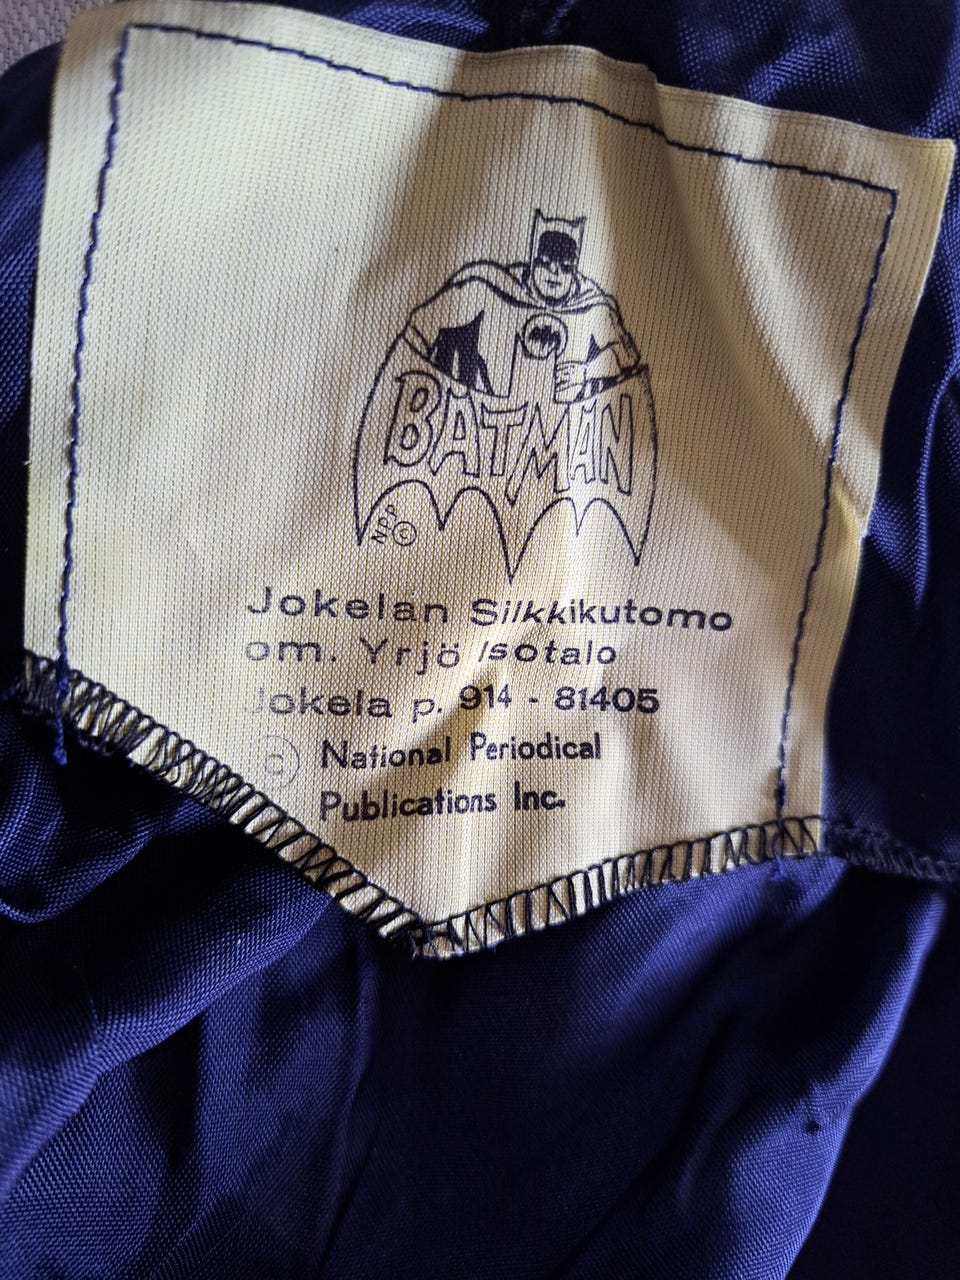 BATMAN
N.P.P. ©
Jokelan Silkkikutomo
om. Yrjö Isotalo
Jokela p. 914 - 81405
© National Periodical
Publications Inc.